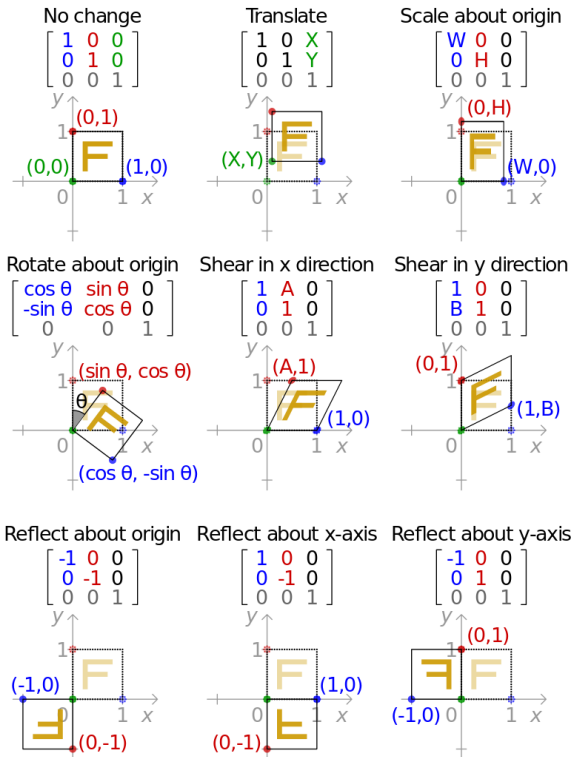 No change
1 0 0
0 1 0
0 0 1
y
(0,1)
1
(0,0)
(1,0)
0 1 x
F
Translate
1 0 X
0 1 Y
0 0 1
y
1
(X,Y)
0 1 x
F
F
Scale about origin
W 0 0
0 H 0
0 0 1
y
(0,H)
1
(W,0)
0 1 x
F
F
Rotate about origin
cos θ sin θ 0
-sin θ cos θ 0
0 0 1
y
(sin θ, cos θ)
1
θ
0 1 x
(cos θ, -sin θ)
F
F
Shear in x direction
1 A 0
0 1 0
0 0 1
y
(A,1)
1
(1,0)
0 1 x
F
F
Shear in y direction
1 0 0
B 1 0
0 0 1
y
(0,1)
1
(1,B)
0 1 x
F
F
Reflect about origin
-1 0 0
0 -1 0
0 0 1
y
1
(-1,0)
0 1 x
(0,-1)
F
F
Reflect about x-axis
1 0 0
0 -1 0
0 0 1
y
1
(1,0)
0 1 x
(0,-1)
F
F
Reflect about y-axis
-1 0 0
0 1 0
0 0 1
y
(0,1)
1
(-1,0)
0 1 x
F
F